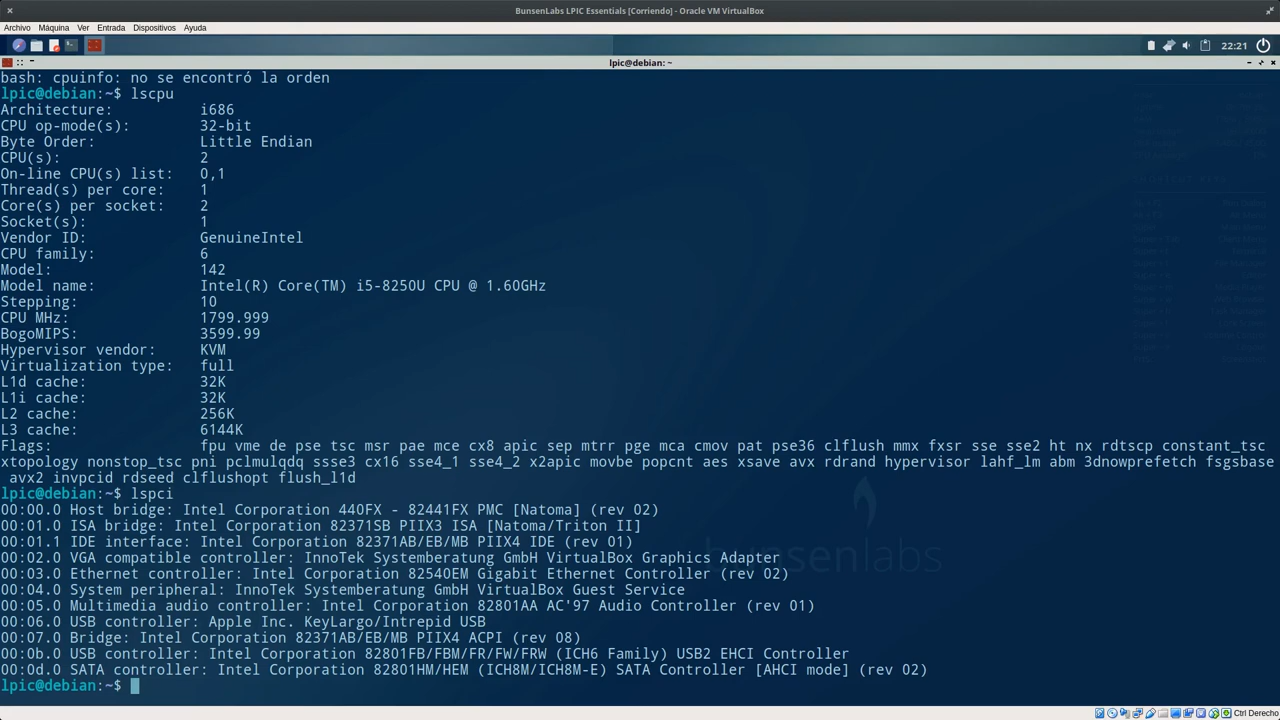 BunsenLabs LPIC Essentials [Corriendo] - Oracle VM VirtualBox
Archivo Máquina Ver Entrada Dispositivos Ayuda
22:21
lpic@debian: ~
bash: cpuinfo: no se encontró la orden
lpic@debian:~$ lscpu
Architecture: i686
CPU op-mode(s): 32-bit
Byte Order: Little Endian
CPU(s): 2
On-line CPU(s) list: 0,1
Thread(s) per core: 1
Core(s) per socket: 2
Socket(s): 1
Vendor ID: GenuineIntel
CPU family: 6
Model: 142
Model name: Intel(R) Core(TM) i5-8250U CPU @ 1.60GHz
Stepping: 10
CPU MHz: 1799.999
BogoMIPS: 3599.99
Hypervisor vendor: KVM
Virtualization type: full
L1d cache: 32K
L1i cache: 32K
L2 cache: 256K
L3 cache: 6144K
Flags: fpu vme de pse tsc msr pae mce cx8 apic sep mtrr pge mca cmov pat pse36 clflush mmx fxsr sse sse2 ht nx rdtscp constant_tsc
xtopology nonstop_tsc pni pclmulqdq ssse3 cx16 sse4_1 sse4_2 x2apic movbe popcnt aes xsave avx rdrand hypervisor lahf_lm abm 3dnowprefetch fsgsbase
avx2 invpcid rdseed clflushopt flush_l1d
lpic@debian:~$ lspci
00:00.0 Host bridge: Intel Corporation 440FX - 82441FX PMC [Natoma] (rev 02)
00:01.0 ISA bridge: Intel Corporation 82371SB PIIX3 ISA [Natoma/Triton II]
00:01.1 IDE interface: Intel Corporation 82371AB/EB/MB PIIX4 IDE (rev 01)
00:02.0 VGA compatible controller: InnoTek Systemberatung GmbH VirtualBox Graphics Adapter
00:03.0 Ethernet controller: Intel Corporation 82540EM Gigabit Ethernet Controller (rev 02)
00:04.0 System peripheral: InnoTek Systemberatung GmbH VirtualBox Guest Service
00:05.0 Multimedia audio controller: Intel Corporation 82801AA AC'97 Audio Controller (rev 01)
00:06.0 USB controller: Apple Inc. KeyLargo/Intrepid USB
00:07.0 Bridge: Intel Corporation 82371AB/EB/MB PIIX4 ACPI (rev 08)
00:0b.0 USB controller: Intel Corporation 82801FB/FBM/FR/FW/FRW (ICH6 Family) USB2 EHCI Controller
00:0d.0 SATA controller: Intel Corporation 82801HM/HEM (ICH8M/ICH8M-E) SATA Controller [AHCI mode] (rev 02)
lpic@debian:~$
bunsenlabs
Ctrl Derecho